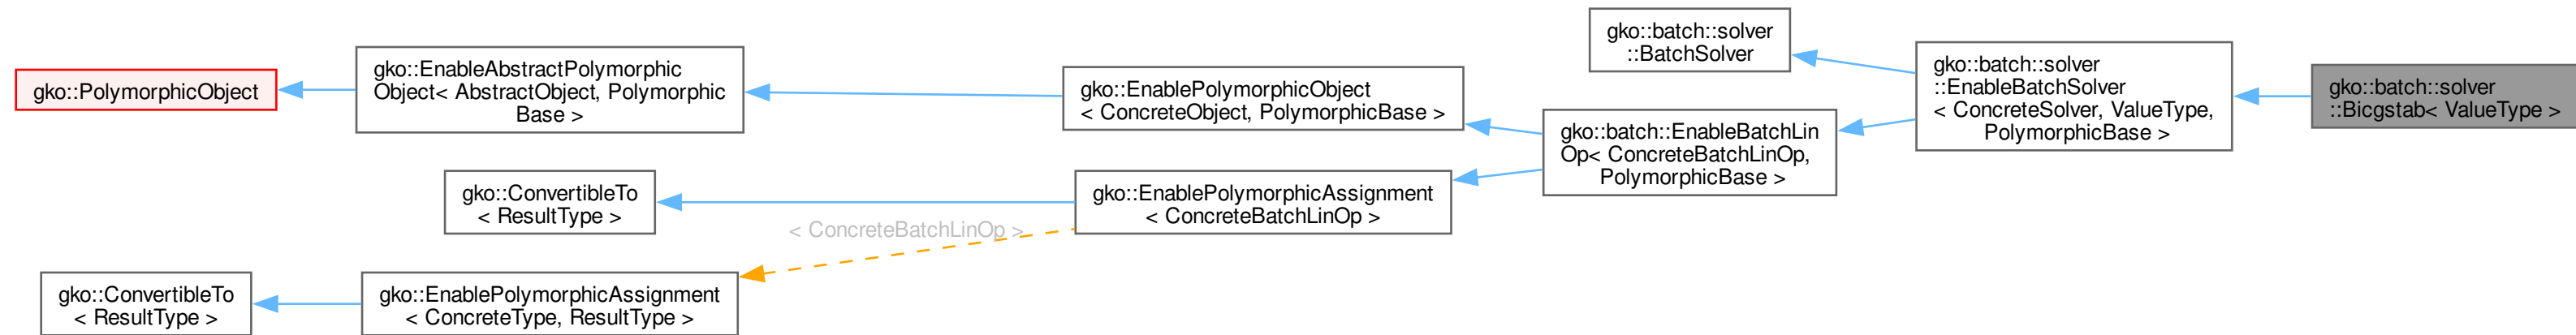 gko::PolymorphicObject
gko::EnableAbstractPolymorphic
Object< AbstractObject, Polymorphic
Base >
gko::EnablePolymorphicObject
< ConcreteObject, PolymorphicBase >
gko::batch::solver
::BatchSolver
gko::batch::solver
::EnableBatchSolver
< ConcreteSolver, ValueType,
PolymorphicBase >
gko::batch::solver
::Bicgstab< ValueType >
gko::batch::EnableBatchLin
Op< ConcreteBatchLinOp,
PolymorphicBase >
gko::ConvertibleTo
< ResultType >
gko::EnablePolymorphicAssignment
< ConcreteBatchLinOp >
< ConcreteBatchLinOp >
gko::ConvertibleTo
< ResultType >
gko::EnablePolymorphicAssignment
< ConcreteType, ResultType >